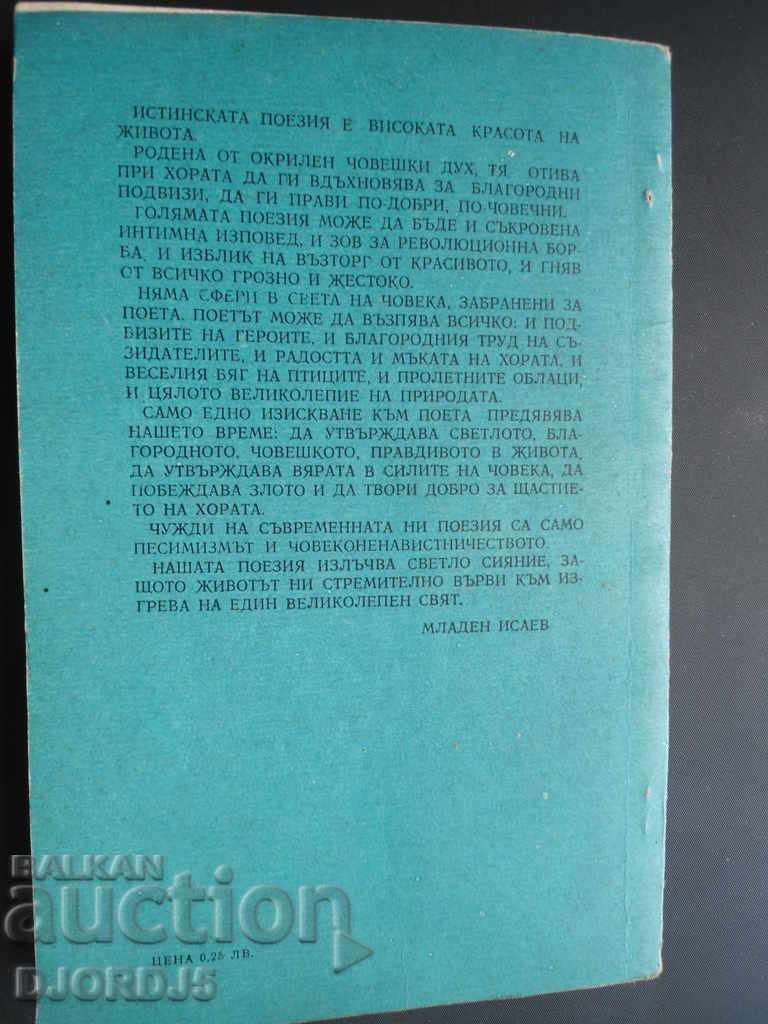 ИСТИНСКАТА ПОЕЗИЯ Е ВИСОКАТА КРАСОТА НА
ЖИВОТА.
РОДЕНА ОТ ОКРИЛЕН ЧОВЕШКИ ДУХ, ТЯ ОТИВА
ПРИ ХОРАТА ДА ГИ ВДЪХНОВЯВА ЗА БЛАГОРОДНИ
ПОДВИЗИ, ДА ГИ ПРАВИ ПО-ДОБРИ, ПО-ЧОВЕЧНИ.
ГОЛЯМАТА ПОЕЗИЯ МОЖЕ ДА БЪДЕ И СЪКРОВЕНА
ИНТИМНА ИЗПОВЕД, И ЗОВ ЗА РЕВОЛЮЦИОННА БОР-
БА, И ИЗБЛИК НА ВЪЗТОРГ ОТ КРАСИВОТО, И ГНЯВ
ОТ ВСИЧКО ГРОЗНО И ЖЕСТОКО.
НЯМА СФЕРИ В СВЕТА НА ЧОВЕКА, ЗАБРАНЕНИ ЗА
ПОЕТА. ПОЕТЪТ МОЖЕ ДА ВЪЗПЯВА ВСИЧКО: И ПОД-
ВИЗИТЕ НА ГЕРОИТЕ, И БЛАГОРОДНИЯ ТРУД НА СЪ-
ЗИДАТЕЛИТЕ, И РАДОСТТА И МЪКАТА НА ХОРАТА, И
ВЕСЕЛИЯ БЯГ НА ПТИЦИТЕ, И ПРОЛЕТНИТЕ ОБЛАЦИ,
И ЦЯЛОТО ВЕЛИКОЛЕПИЕ НА ПРИРОДАТА.
САМО ЕДНО ИЗИСКВАНЕ КЪМ ПОЕТА ПРЕДЯВЯВА
НАШЕТО ВРЕМЕ: ДА УТВЪРЖДАВА СВЕТЛОТО, БЛА-
ГОРОДНОТО, ЧОВЕШКОТО, ПРАВДИВОТО В ЖИВОТА,
ДА УТВЪРЖДАВА ВЯРАТА В СИЛИТЕ НА ЧОВЕКА, ДА
ПОБЕЖДАВА ЗЛОТО И ДА ТВОРИ ДОБРО ЗА ЩАСТИЕ-
ТО НА ХОРАТА.
ЧУЖДИ НА СЪВРЕМЕННАТА НИ ПОЕЗИЯ СА САМО
ПЕСИМИЗМЪТ И ЧОВЕКОНЕНАВИСТНИЧЕСТВОТО.
НАШАТА ПОЕЗИЯ ИЗЛЪЧВА СВЕТЛО СИЯНИЕ, ЗА-
ЩОТО ЖИВОТЪТ НИ СТРЕМИТЕЛНО ВЪРВИ КЪМ ИЗ-
ГРЕВА НА ЕДИН ВЕЛИКОЛЕПЕН СВЯТ.
МЛАДЕН ИСАЕВ
BALKAN
auction
ЦЕНА 0,25 ЛВ.
DJORDJ5